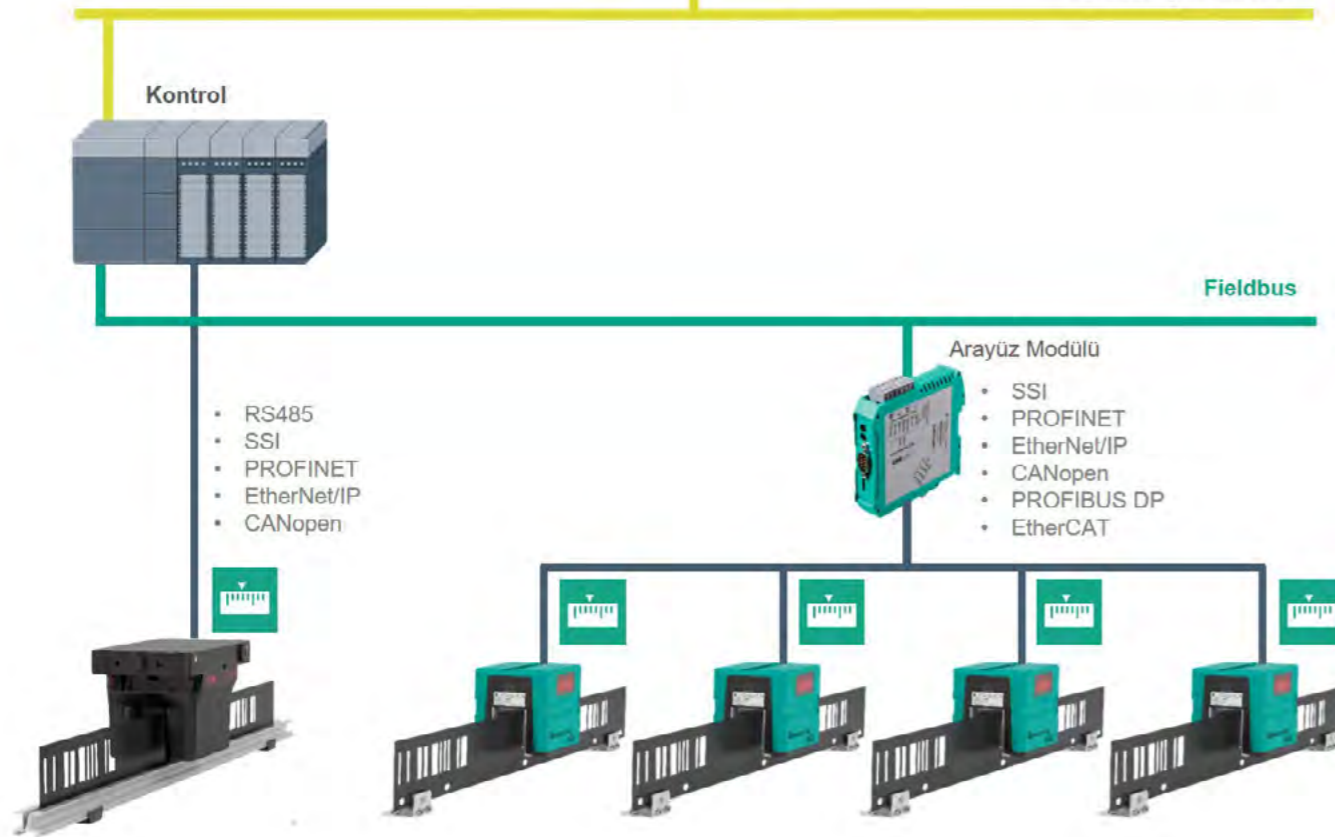 Kontrol
Fieldbus
Arayüz Modülü
• RS485
• SSI
• PROFINET
• EtherNet/IP
• CANopen
• SSI
• PROFINET
• EtherNet/IP
• CANopen
• PROFIBUS DP
• EtherCAT